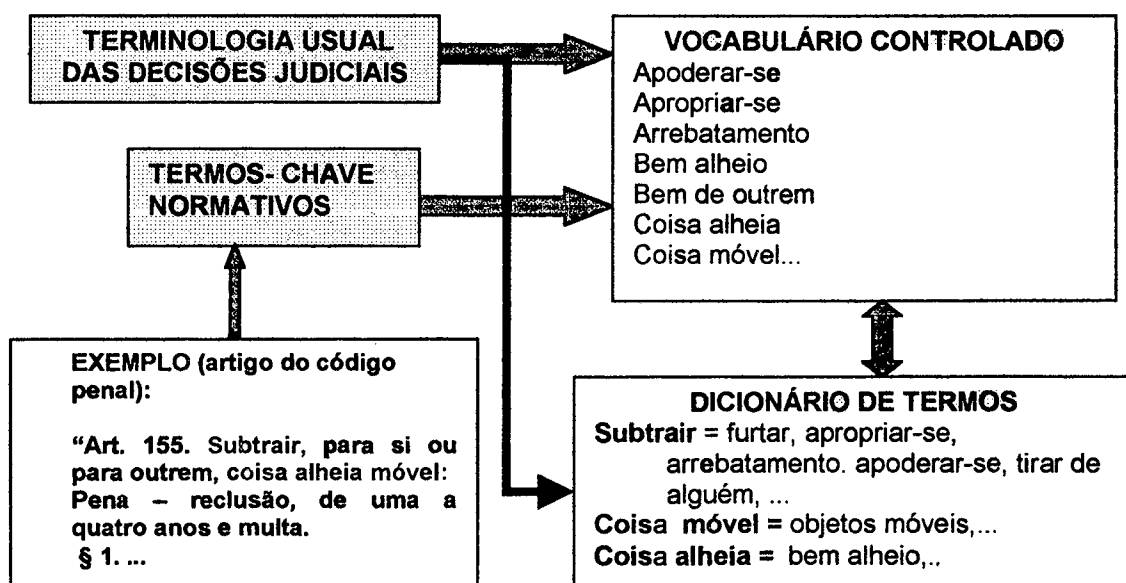 TERMINOLOGIA USUAL
DAS DECISÕES JUDICIAIS
VOCABULÁRIO CONTROLADO
Apoderar-se
Apropriar-se
Arrebatamento
Bem alheio
Bem de outrem
Coisa alheia
Coisa móvel...
TERMOS- CHAVE
NORMATIVOS
EXEMPLO (artigo do código
penal):
“Art. 155. Subtrair, para si ou
para outrem, coisa alheia móvel:
Pena – reclusão, de uma a
quatro anos e multa.
§ 1. ...
DICIONÁRIO DE TERMOS
Subtrair = furtar, apropriar-se,
arrebatamento. apoderar-se, tirar de
alguém, ...
Coisa móvel = objetos móveis,...
Coisa alheia = bem alheio,..